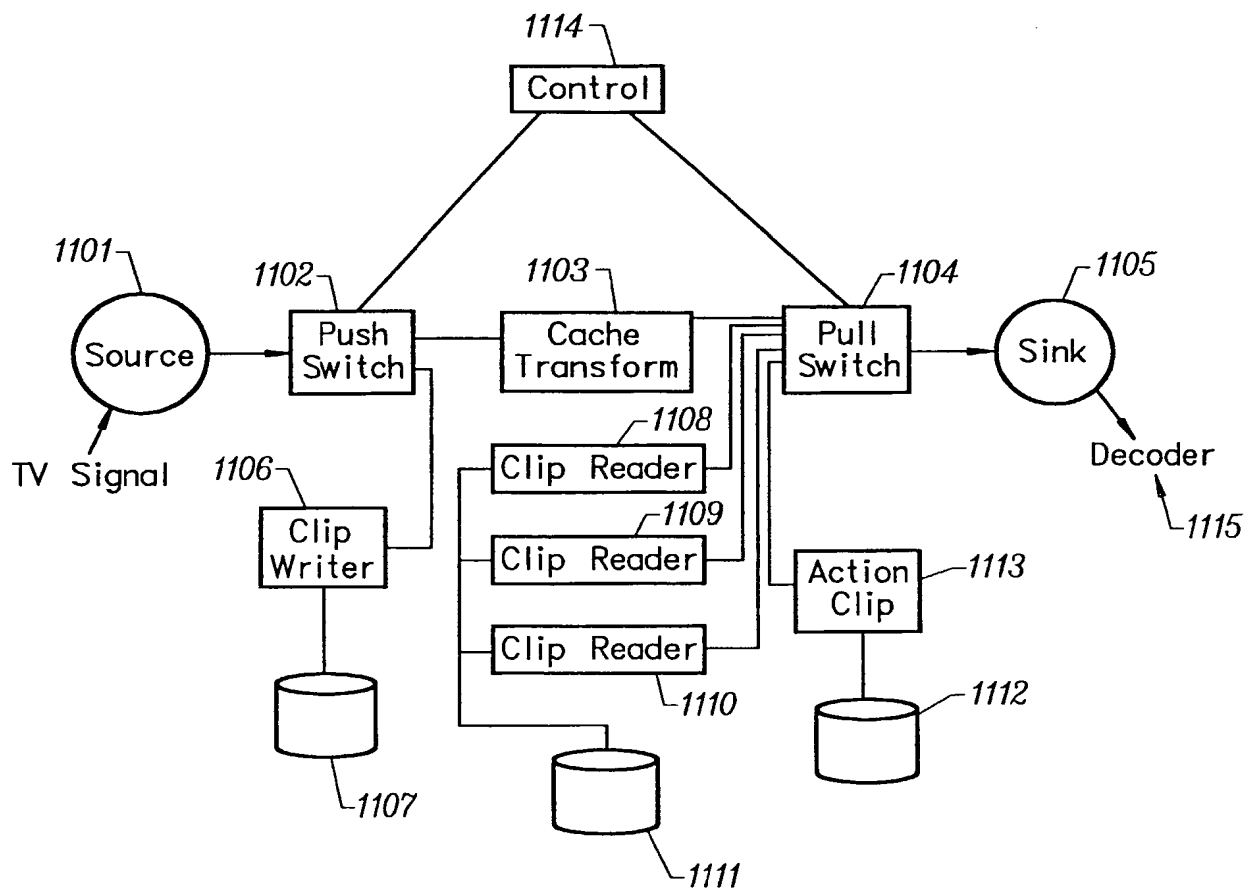 1114
Control
1101
1102
1103
1104
1105
Source
Push
Switch
Cache
Transform
Pull
Switch
Sink
TV Signal
1106
Clip
Writer
1108
Clip Reader
1109
Clip Reader
Clip Reader
1110
Decoder
1115
Action
Clip
1113
1112
1107
1111